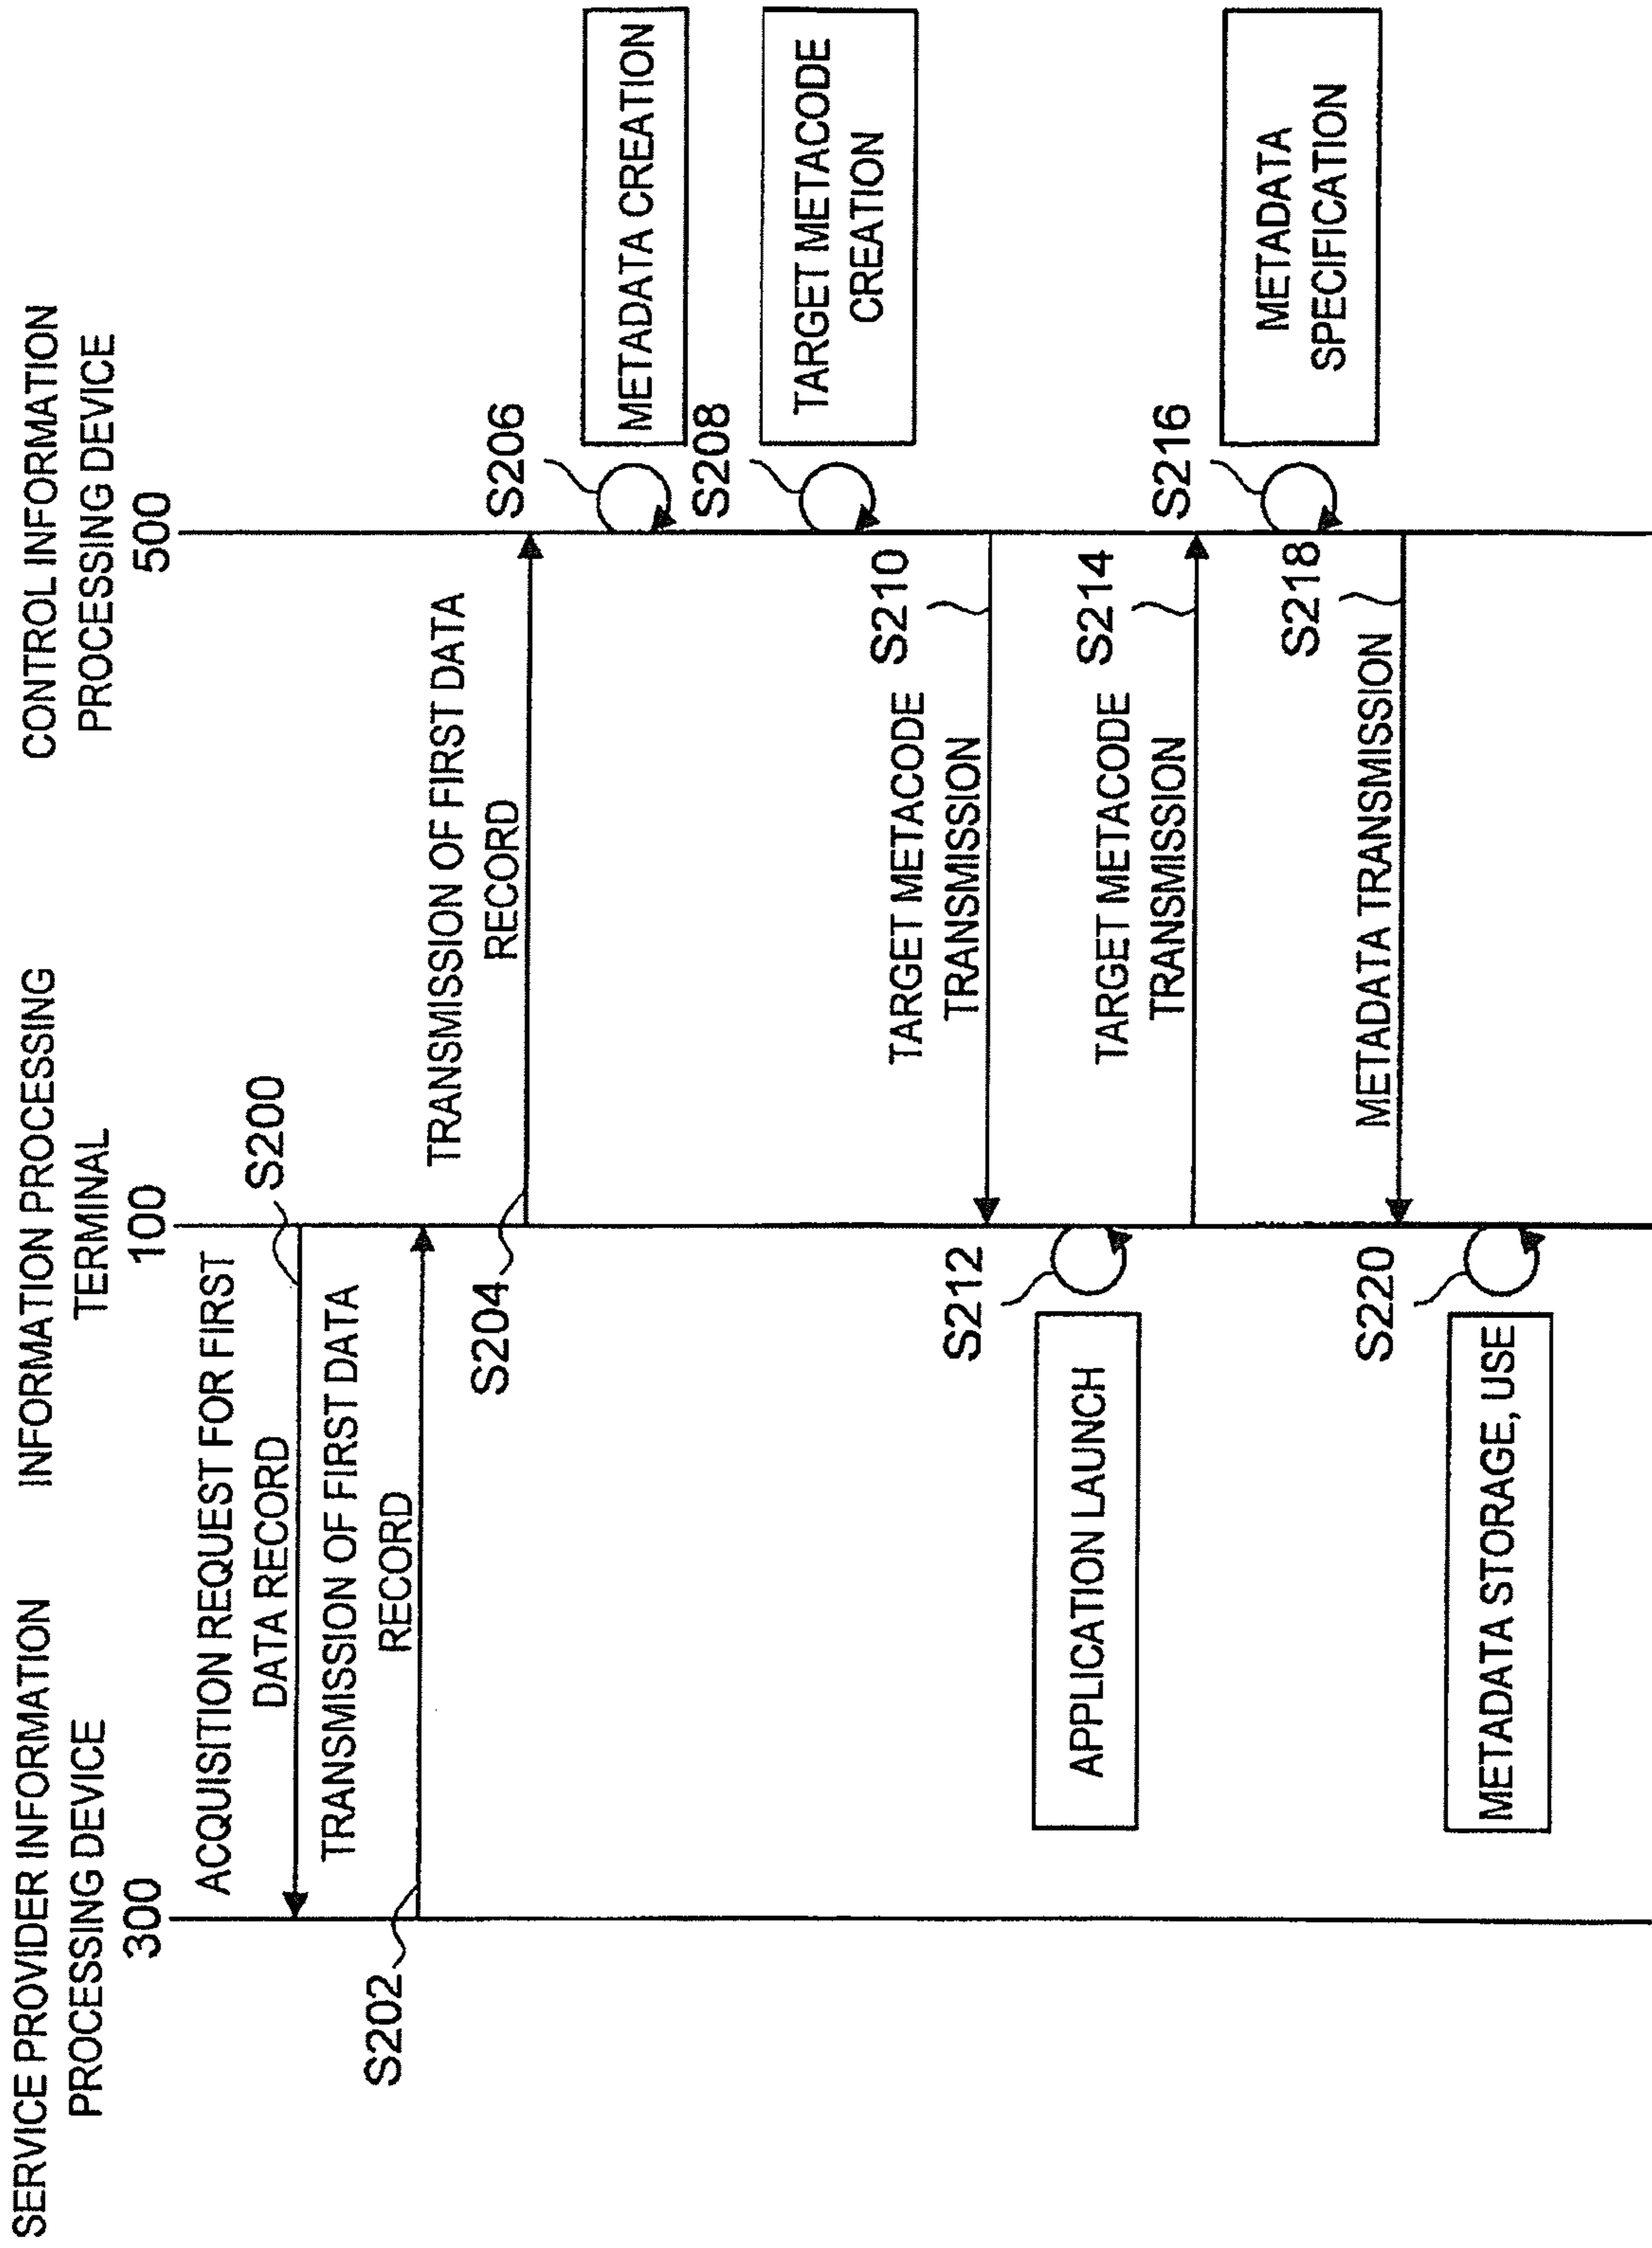 SERVICE PROVIDER INFORMATION
PROCESSING DEVICE
300
INFORMATION PROCESSING
TERMINAL
100
CONTROL INFORMATION
PROCESSING DEVICE
500
ACQUISITION REQUEST FOR FIRST
DATA RECORD
S200
TRANSMISSION OF FIRST DATA
RECORD
S202
TRANSMISSION OF FIRST DATA
RECORD
S204
S206
METADATA CREATION
S208
TARGET METACODE
CREATION
TARGET METACODE
TRANSMISSION
S210
S212
APPLICATION LAUNCH
TARGET METACODE
TRANSMISSION
S214
S216
METADATA
SPECIFICATION
S218
METADATA TRANSMISSION
S220
METADATA STORAGE, USE